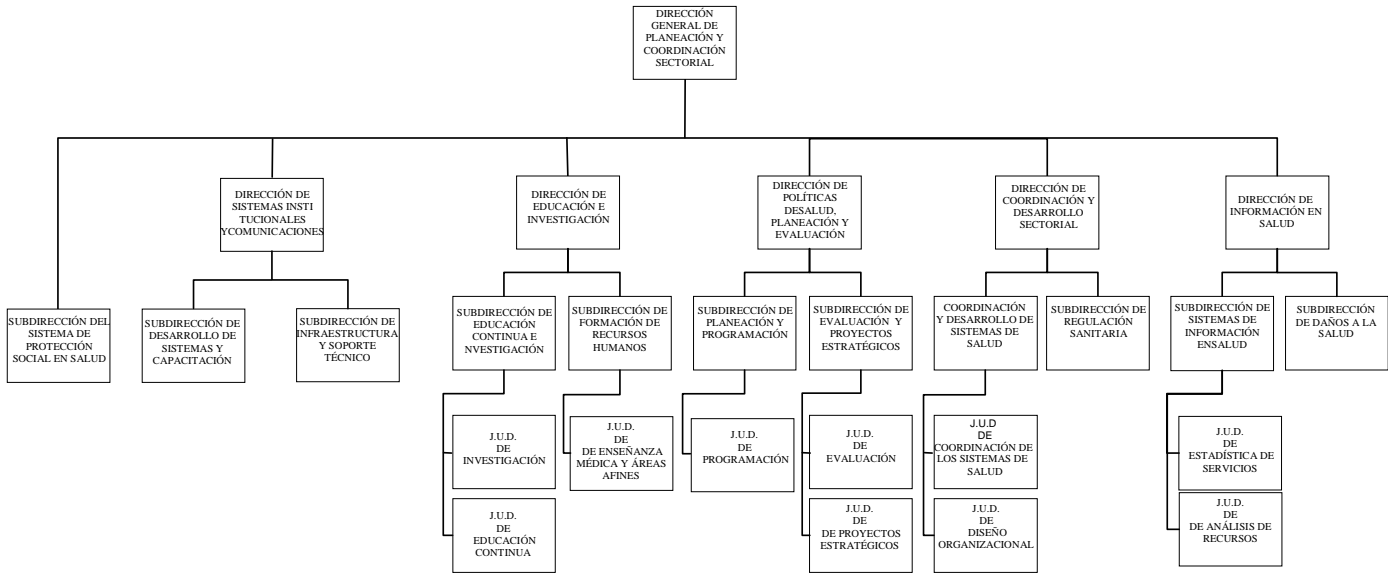 DIRECCIÓN
GENERAL DE
PLANEACIÓN Y
COORDINACIÓN
SECTORIAL
DIRECCIÓN DE
SISTEMAS INSTI
TUCIONALES
YCOMUNICACIONES
DIRECCIÓN DE
EDUCACIÓN E
INVESTIGACIÓN
DIRECCIÓN DE
POLÍTICAS
DESALUD,
PLANEACIÓN Y
EVALUACIÓN
DIRECCIÓN DE
COORDINACIÓN Y
DESARROLLO
SECTORIAL
DIRECCIÓN DE
INFORMACIÓN EN
SALUD
SUBDIRECCIÓN DEL
SISTEMA DE
PROTECCIÓN
SOCIAL EN SALUD
SUBDIRECCIÓN DE
DESARROLLO DE
SISTEMAS Y
CAPACITACIÓN
SUBDIRECCIÓN DE
INFRAESTRUCTURA
Y SOPORTE
TÉCNICO
SUBDIRECCIÓN DE
EDUCACIÓN
CONTINUA E
NVESTIGACIÓN
SUBDIRECCIÓN DE
FORMACIÓN DE
RECURSOS
HUMANOS
SUBDIRECCIÓN DE
PLANEACIÓN Y
PROGRAMACIÓN
SUBDIRECCIÓN DE
EVALUACIÓN Y
PROYECTOS
ESTRATÉGICOS
COORDINACIÓN
Y DESARROLLO DE
SISTEMAS DE
SALUD
SUBDIRECCIÓN DE
REGULACIÓN
SANITARIA
SUBDIRECCIÓN DE
SISTEMAS DE
INFORMACIÓN
ENSALUD
SUBDIRECCIÓN
DE DAÑOS A LA
SALUD
J.U.D.
DE
INVESTIGACIÓN
J.U.D.
DE
DE ENSEÑANZA
MÉDICA Y ÁREAS
AFINES
J.U.D.
DE
PROGRAMACIÓN
J.U.D.
DE
EVALUACIÓN
J.U.D
DE
COORDINACIÓN DE
LOS SISTEMAS DE
SALUD
J.U.D.
DE
ESTADÍSTICA DE
SERVICIOS
J.U.D.
DE
EDUCACIÓN
CONTINUA
J.U.D.
DE
DE PROYECTOS
ESTRATÉGICOS
J.U.D.
DE
DISEÑO
ORGANIZACIONAL
J.U.D.
DE
DE ANÁLISIS DE
RECURSOS